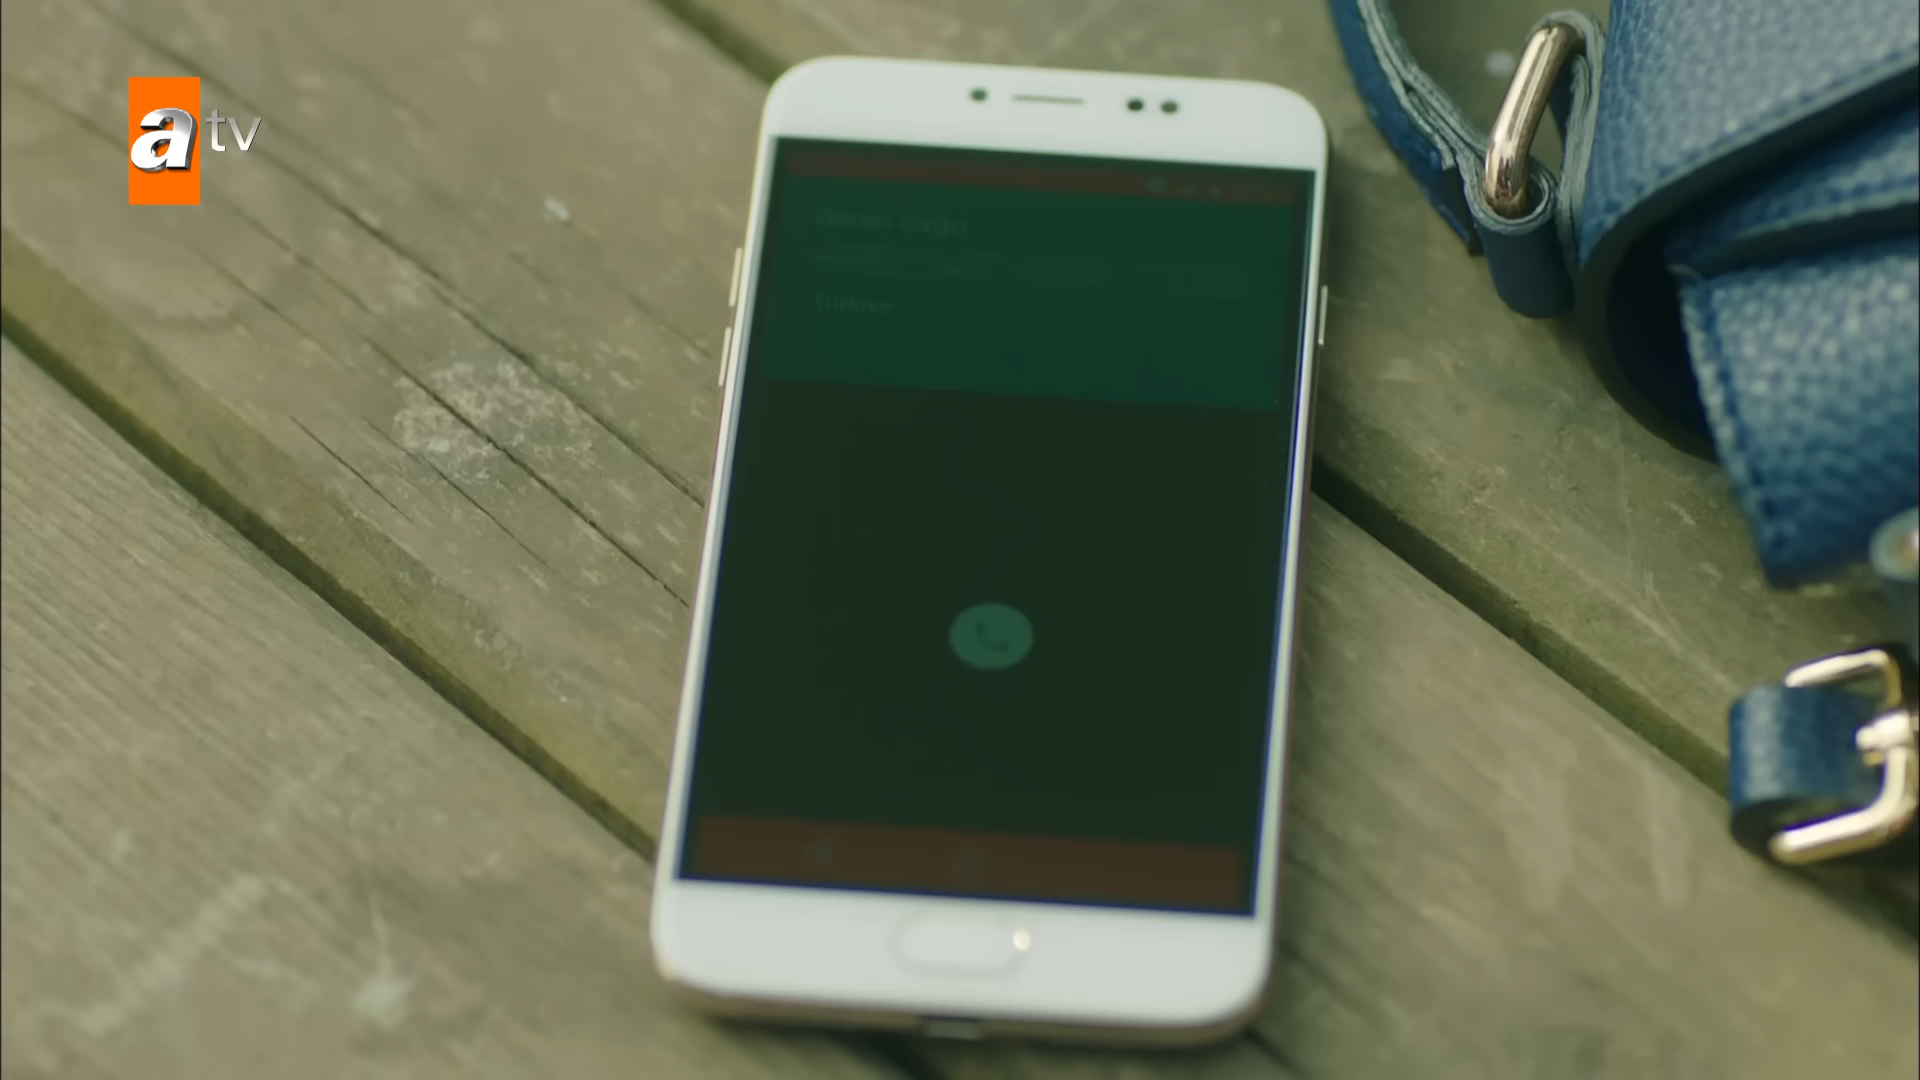 atv
Gelen çağrı
Türkiye